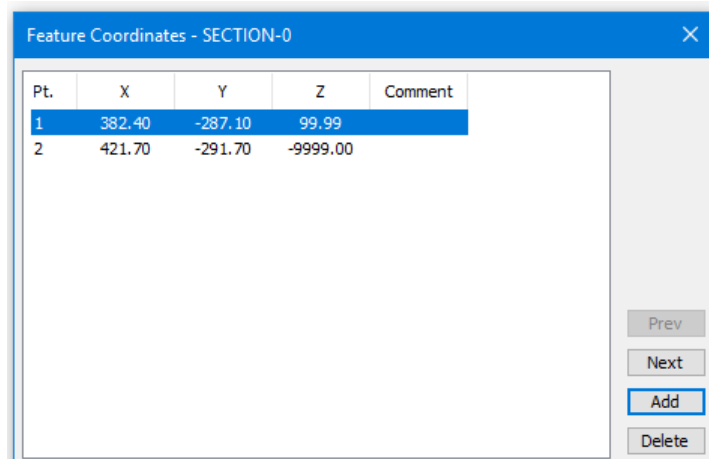 Feature Coordinates - SECTION-0
Pt. X Y Z Comment
1 382.40 -287.10 99.99
2 421.70 -291.70 -9999.00
Prev
Next
Add
Delete